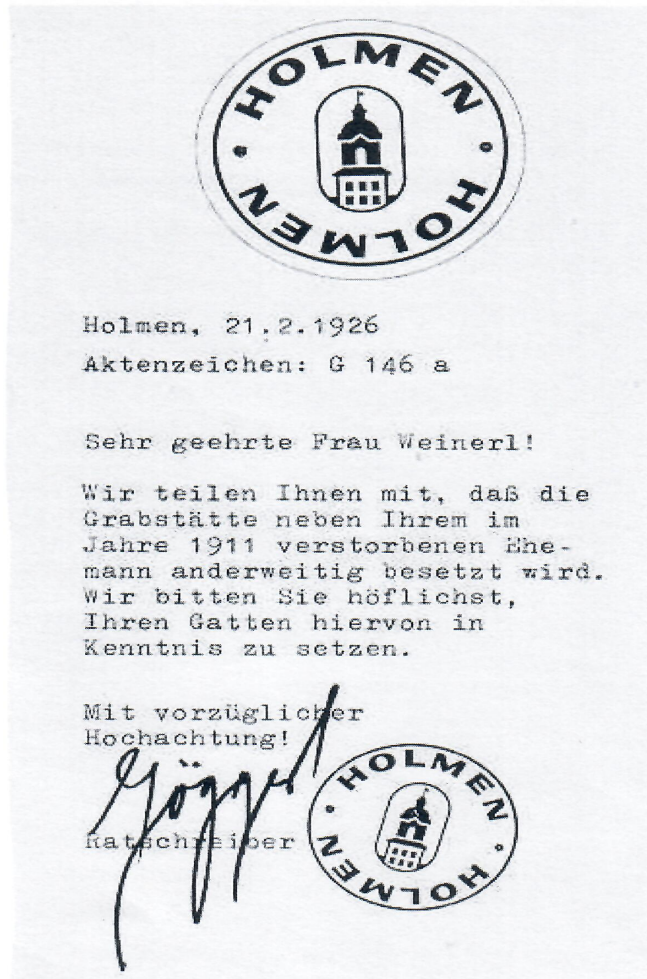 HOLMEN · HOLMEN ·
Holmen, 21.2.1926
Aktenzeichen: G 146 a
Sehr geehrte Frau Weinerl!
Wir teilen Ihnen mit, daß die
Grabstätte neben Ihrem im
Jahre 1911 verstorbenen Ehe-
mann anderweitig besetzt wird.
Wir bitten Sie höflichst,
Ihren Gatten hiervon in
Kenntnis zu setzen.
Mit vorzüglicher
Hochachtung!
Göggerl
Ratschreiber
HOLMEN · HOLMEN ·